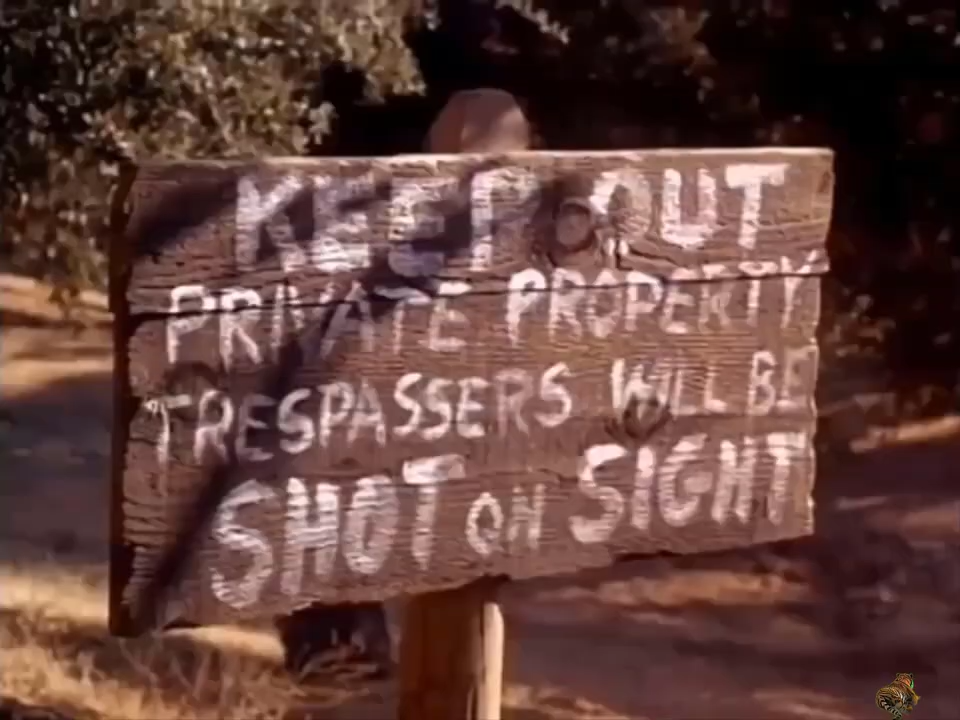 KEEP OUT
PRIVATE PROPERTY
TRESPASSERS WILL BE
SHOT ON SIGHT